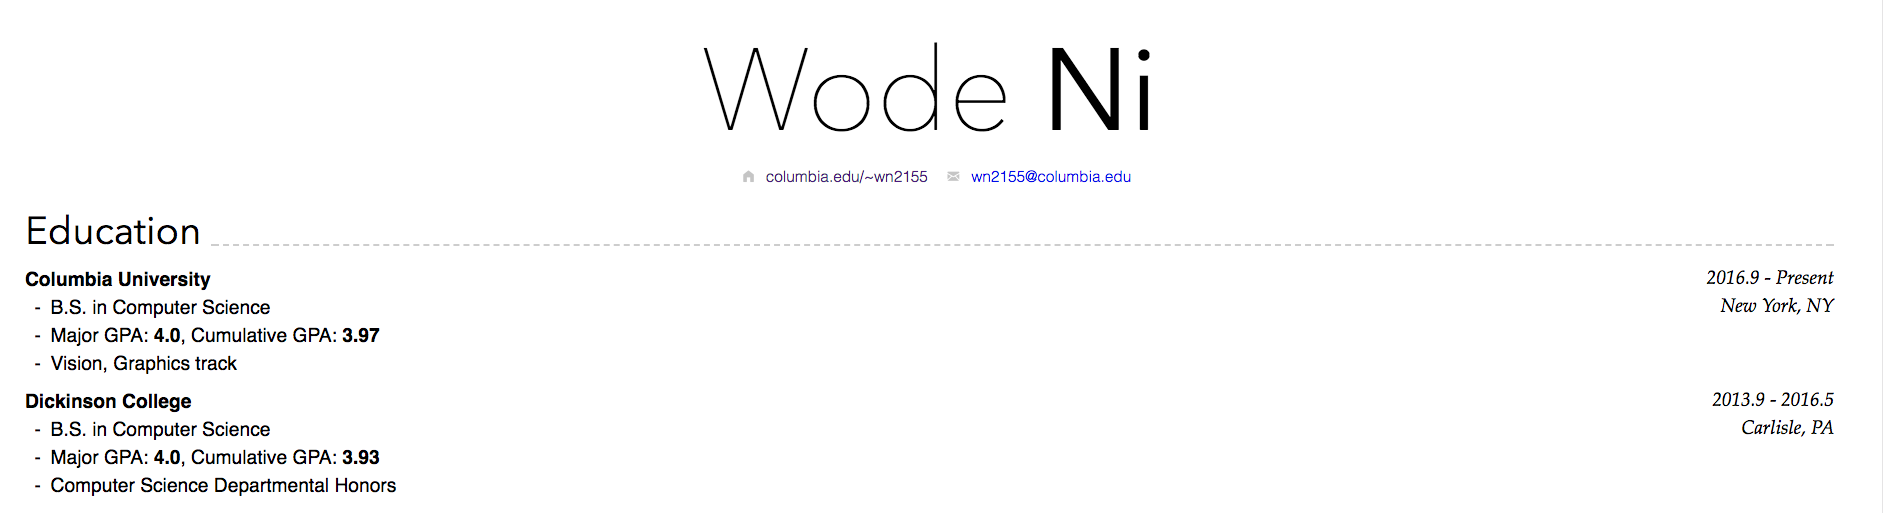 Wode Ni
columbia.edu/~wn2155 wn2155@columbia.edu
Education
Columbia University 2016.9 - Present
- B.S. in Computer Science New York, NY
- Major GPA: 4.0, Cumulative GPA: 3.97
- Vision, Graphics track
Dickinson College 2013.9 - 2016.5
- B.S. in Computer Science Carlisle, PA
- Major GPA: 4.0, Cumulative GPA: 3.93
- Computer Science Departmental Honors